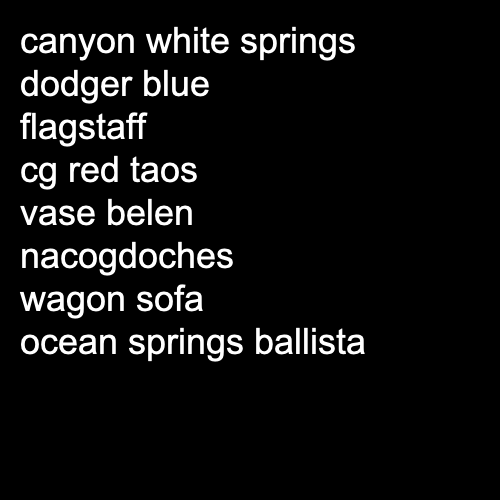 canyon white springs
dodger blue
flagstaff
cg red taos
vase belen
nacogdoches
wagon sofa
ocean springs ballista